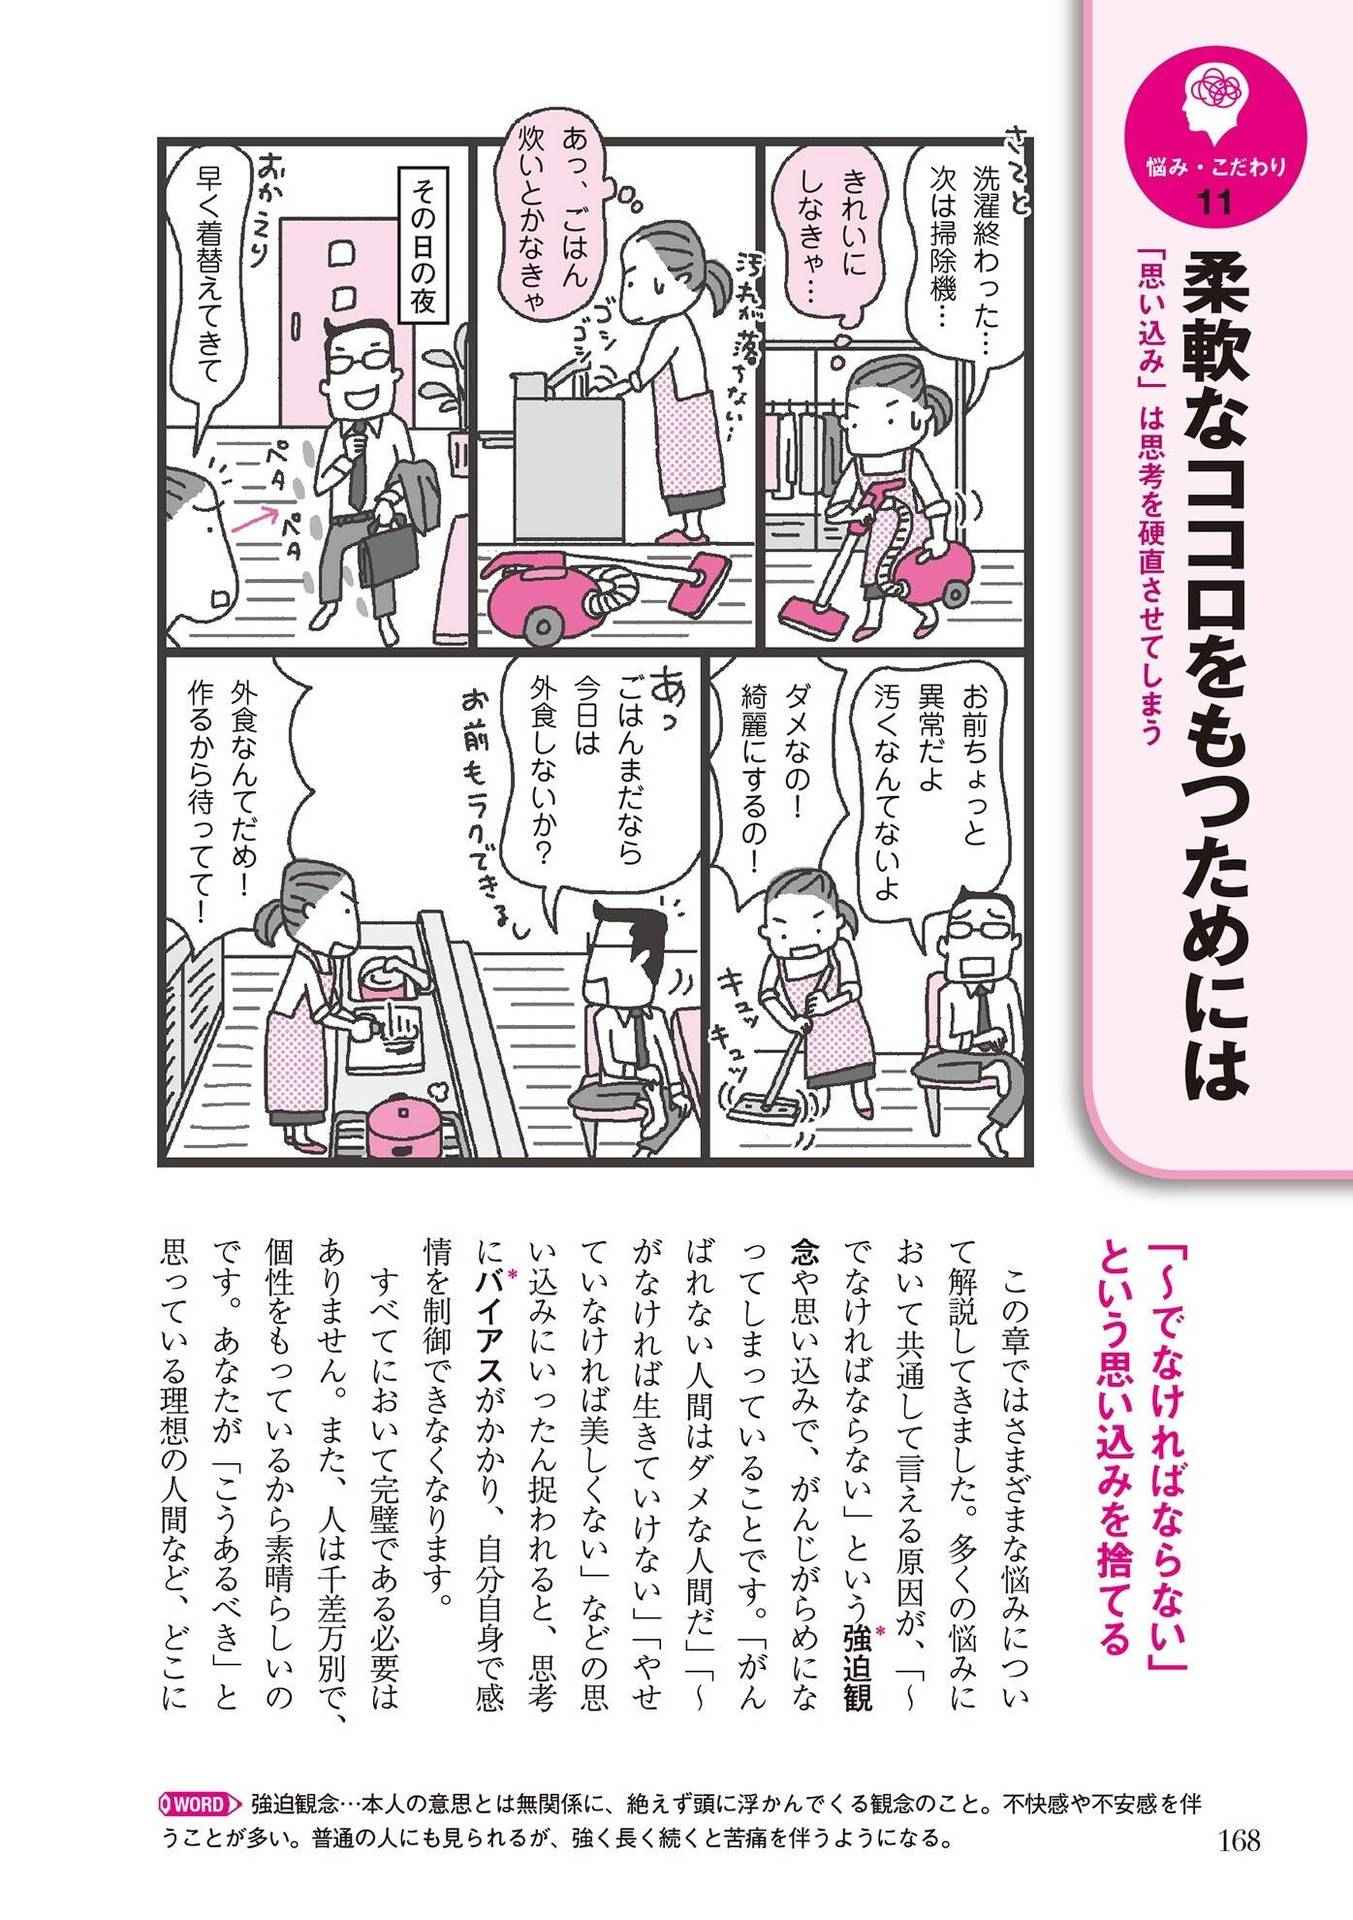 悩み・こだわり
11
柔軟なココロをもつためには
「思い込み」は思考を硬直させてしまう
さてと
洗濯終わった…
次は掃除機…
きれいに
しなきゃ…
汚れが落ちない…
あっ、ごはん
炊いとかなきゃ
ゴシ
ゴシ
その日の夜
おかえり
早く着替えてきて
ペタ
ペタ
お前ちょっと
異常だよ
汚くなんてないよ
ダメなの！
綺麗にするの！
キュッ
キュッ
あっ
ごはんまだなら
今日は
外食しないか？
お前もラクできるし
外食なんてだめ！
作るから待ってて！
「～でなければならない」
という思い込みを捨てる
この章ではさまざまな悩みについ
て解説してきました。多くの悩みに
おいて共通して言える原因が、「～
でなければならない」という強迫観*
念や思い込みで、がんじがらめにな
ってしまっていることです。「がん
ばれない人間はダメな人間だ」「～
がなければ生きていけない」「やせ
ていなければ美しくない」などの思
い込みにいったん捉われると、思考
にバイアス*がかかり、自分自身で感
情を制御できなくなります。
すべてにおいて完璧である必要は
ありません。また、人は千差万別で、
個性をもっているから素晴らしいの
です。あなたが「こうあるべき」と
思っている理想の人間など、どこに
WORD 強迫観念…本人の意思とは無関係に、絶えず頭に浮かんでくる観念のこと。不快感や不安感を伴
うことが多い。普通の人にも見られるが、強く長く続くと苦痛を伴うようになる。
168